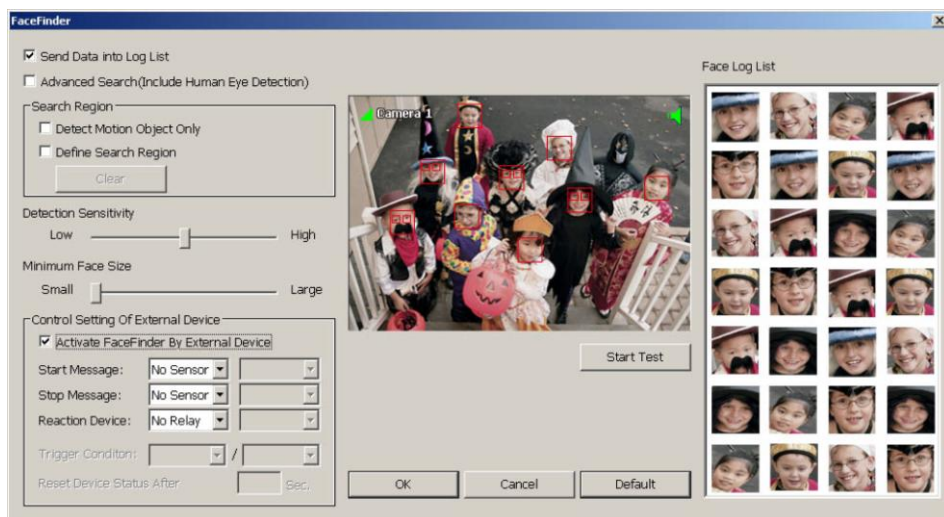 FaceFinder
Send Data into Log List
Advanced Search(Include Human Eye Detection)
Search Region
Detect Motion Object Only
Define Search Region
Clear
Detection Sensitivity
Low High
Minimum Face Size
Small Large
Control Setting Of External Device
Activate FaceFinder By External Device
Start Message: No Sensor
Stop Message: No Sensor
Reaction Device: No Relay
Trigger Conditon: /
Reset Device Status After Sec.
Camera 1
Start Test
OK Cancel Default
Face Log List